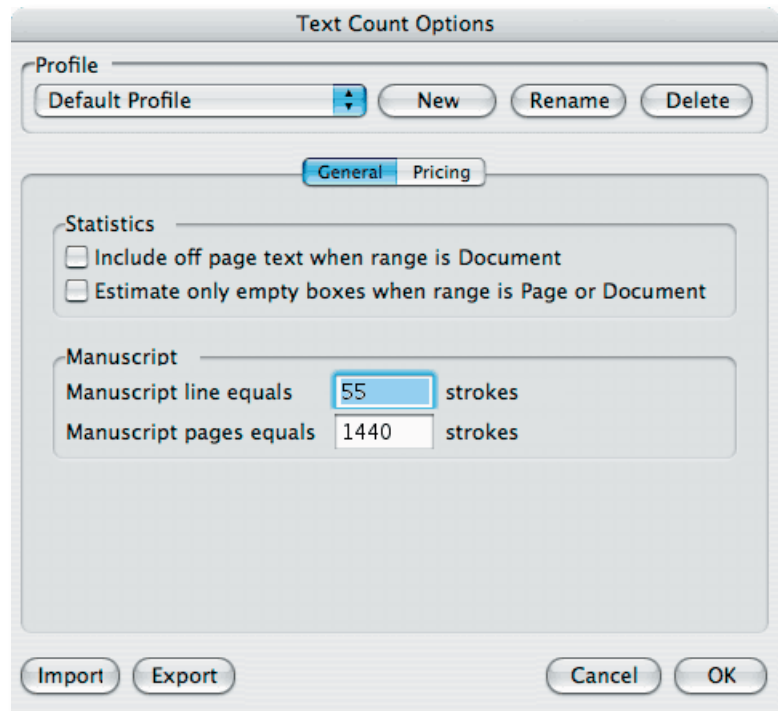 Text Count Options
Profile
Default Profile New Rename Delete
General Pricing
Statistics
Include off page text when range is Document
Estimate only empty boxes when range is Page or Document
Manuscript
Manuscript line equals 55 strokes
Manuscript pages equals 1440 strokes
Import Export Cancel OK